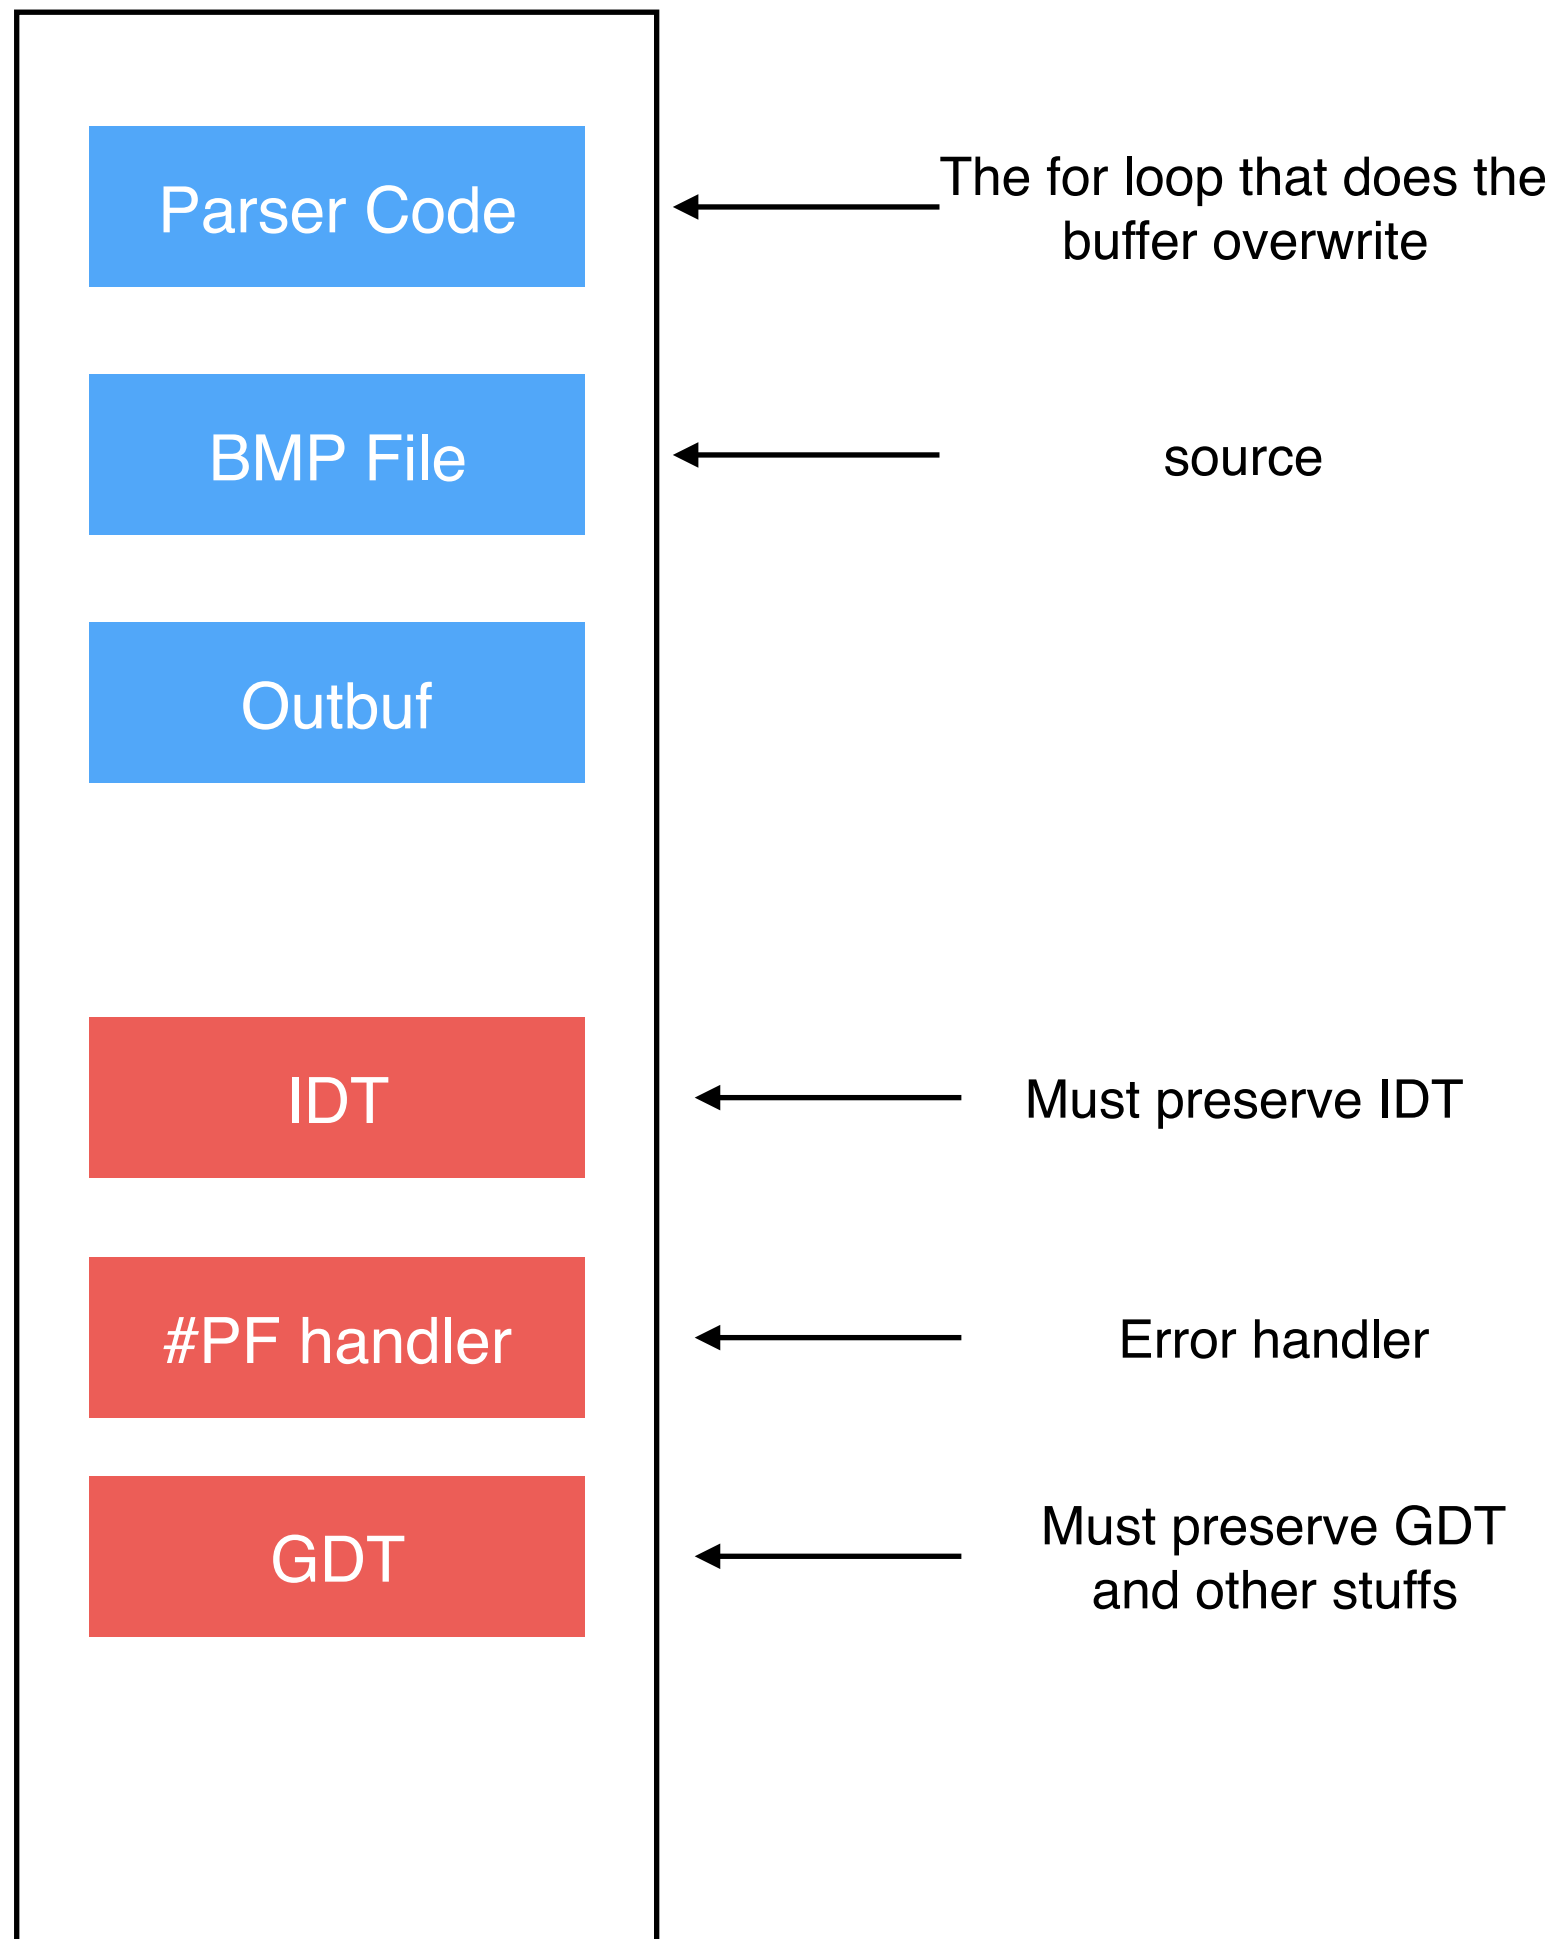 Parser Code
The for loop that does the
buffer overwrite
BMP File
source
Outbuf
IDT
Must preserve IDT
#PF handler
Error handler
GDT
Must preserve GDT
and other stuffs